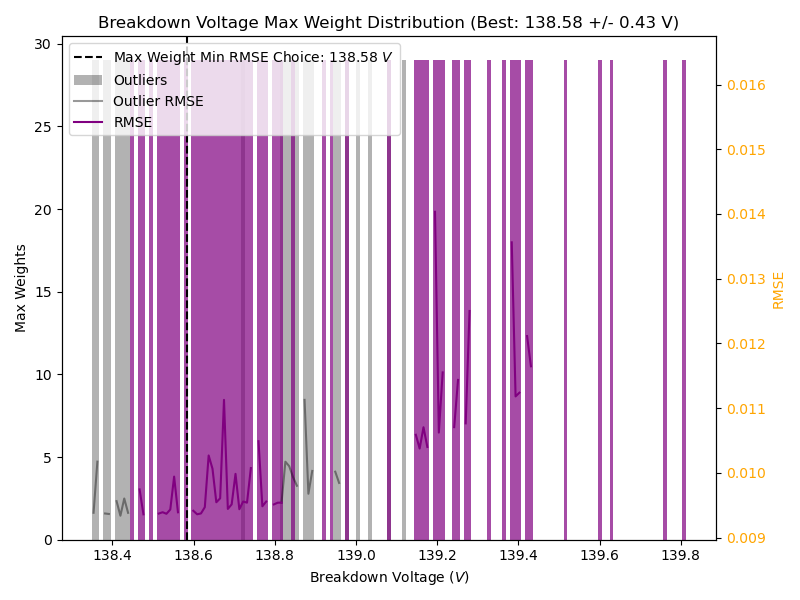 Breakdown Voltage Max Weight Distribution (Best: 138.58 +/- 0.43 V)
Max Weight Min RMSE Choice: 138.58 V
Outliers
Outlier RMSE
RMSE
30
25
20
15
10
5
0
Max Weights
0.016
0.015
0.014
0.013
0.012
0.011
0.010
0.009
RMSE
138.4 138.6 138.8 139.0 139.2 139.4 139.6 139.8
Breakdown Voltage (V)